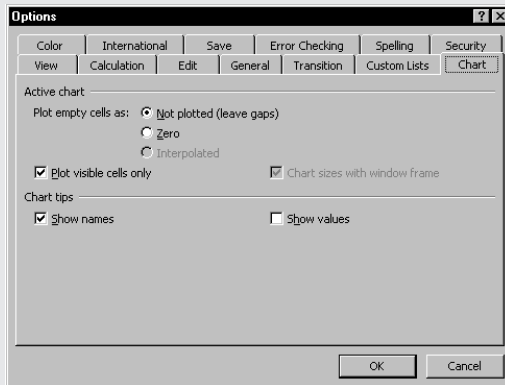 Options
Color International Save Error Checking Spelling Security
View Calculation Edit General Transition Custom Lists Chart
Active chart
Plot empty cells as: Not plotted (leave gaps)
Zero
Interpolated
Plot visible cells only Chart sizes with window frame
Chart tips
Show names Show values
OK Cancel